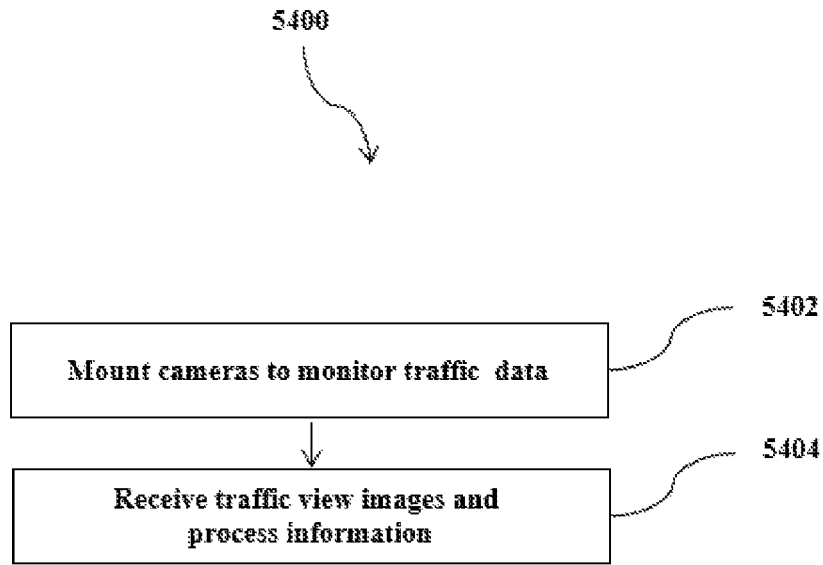 5400
5402
Mount cameras to monitor traffic data
5404
Receive traffic view images and
process information